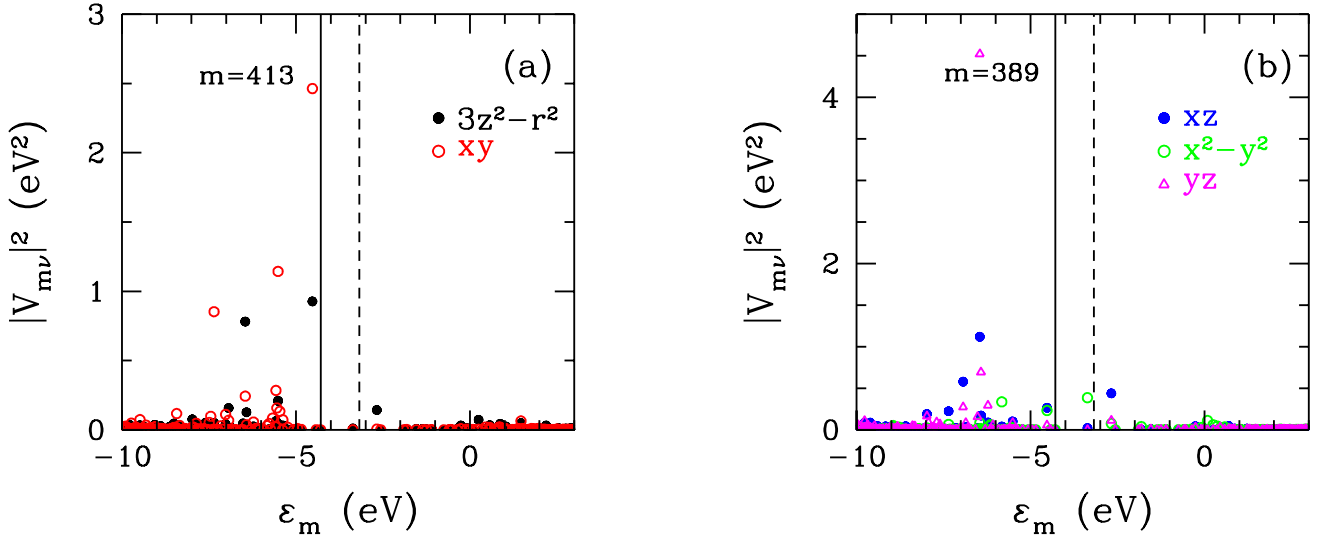 3
(a)
m=413
3z²−r²
xy
2
1
0
|V_mν|² (eV²)
−10
−5
0
ε_m (eV)
(b)
m=389
4
xz
x²−y²
yz
2
0
|V_mν|² (eV²)
−10
−5
0
ε_m (eV)